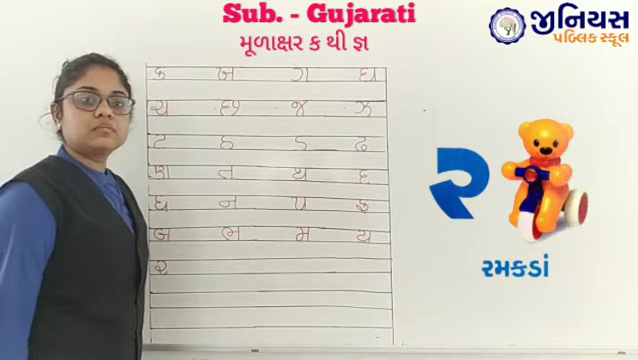 Sub. - Gujarati
જીનિયસ
પબ્લિક સ્કૂલ
મૂળાક્ષર ક થી જ્ઞ
ક ખ ગ ઘ
ચ છ જ ઝ
ટ ઠ ડ ઢ
ણ ત થ દ
ધ ન પ ફ
બ ભ મ ય
ર
ર
રમકડાં